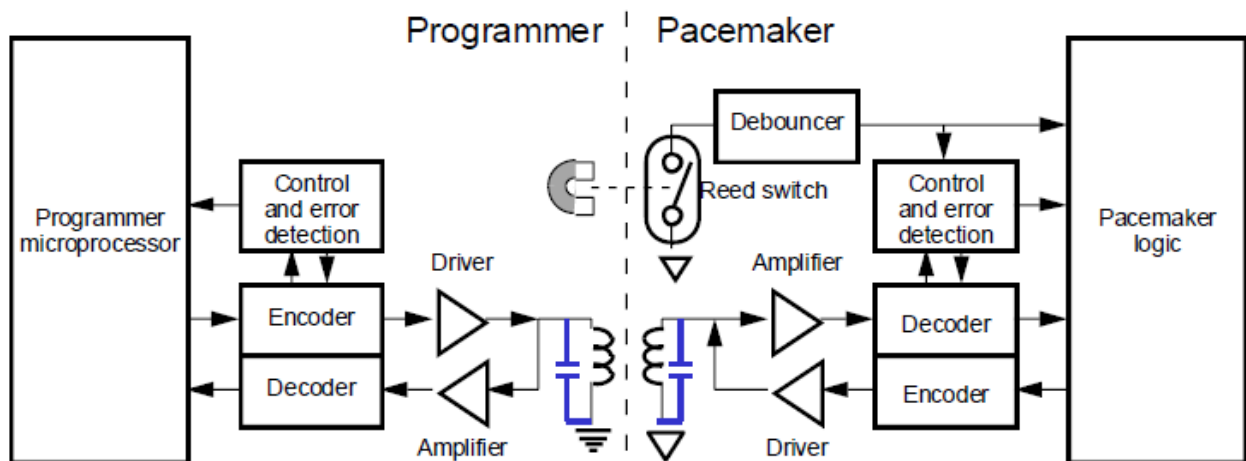 Programmer
Pacemaker
Debouncer
Reed switch
Control
and error
detection
Control
and error
detection
Programmer
microprocessor
Pacemaker
logic
Driver
Amplifier
Encoder
Decoder
Decoder
Encoder
Amplifier
Driver